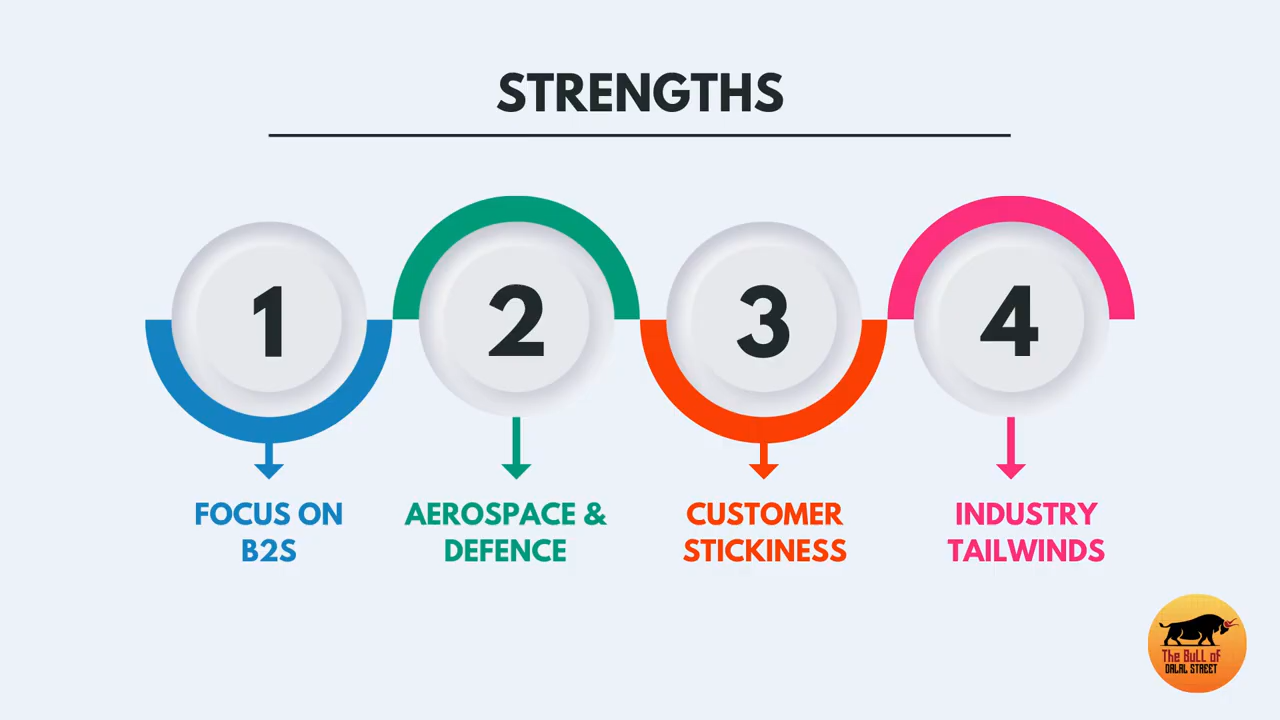 STRENGTHS
1
2
3
4
FOCUS ON
B2S
AEROSPACE &
DEFENCE
CUSTOMER
STICKINESS
INDUSTRY
TAILWINDS
The BULL of
DALAL STREET